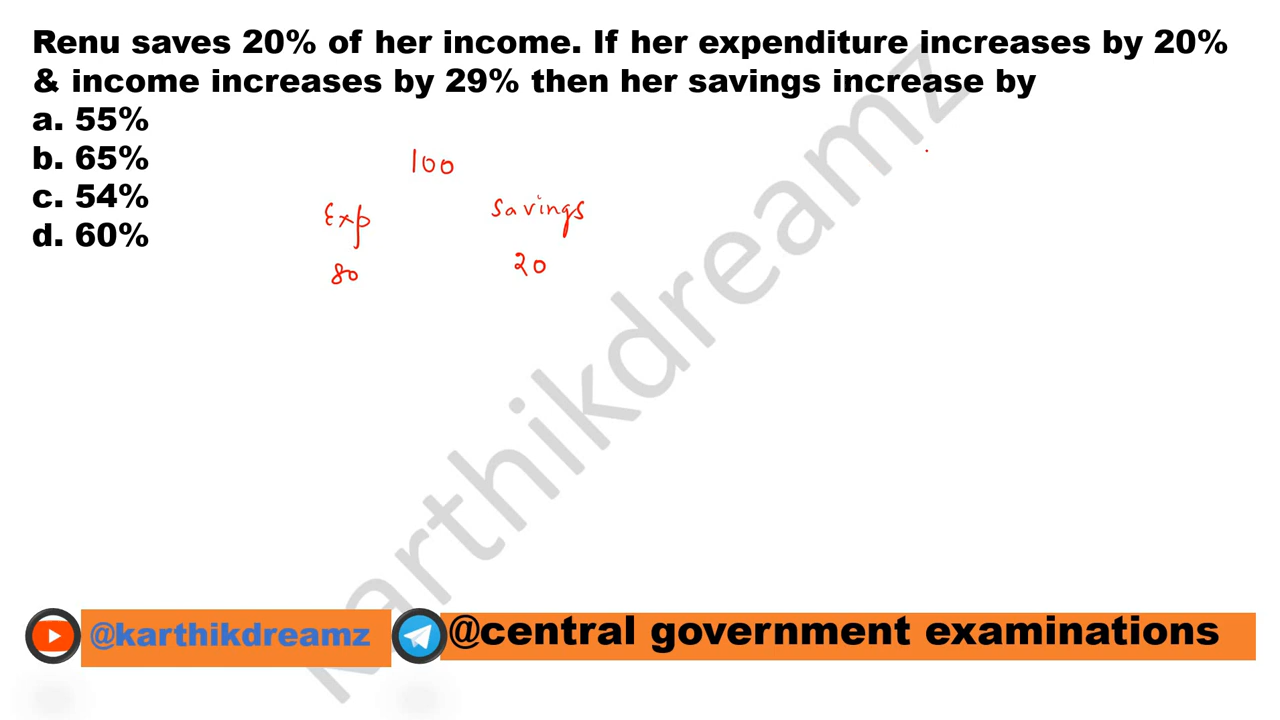 Renu saves 20% of her income. If her expenditure increases by 20%
& income increases by 29% then her savings increase by
a. 55%
b. 65%
c. 54%
d. 60%
100
Exp Savings
80 20
karthikdreamz
@karthikdreamz @central government examinations